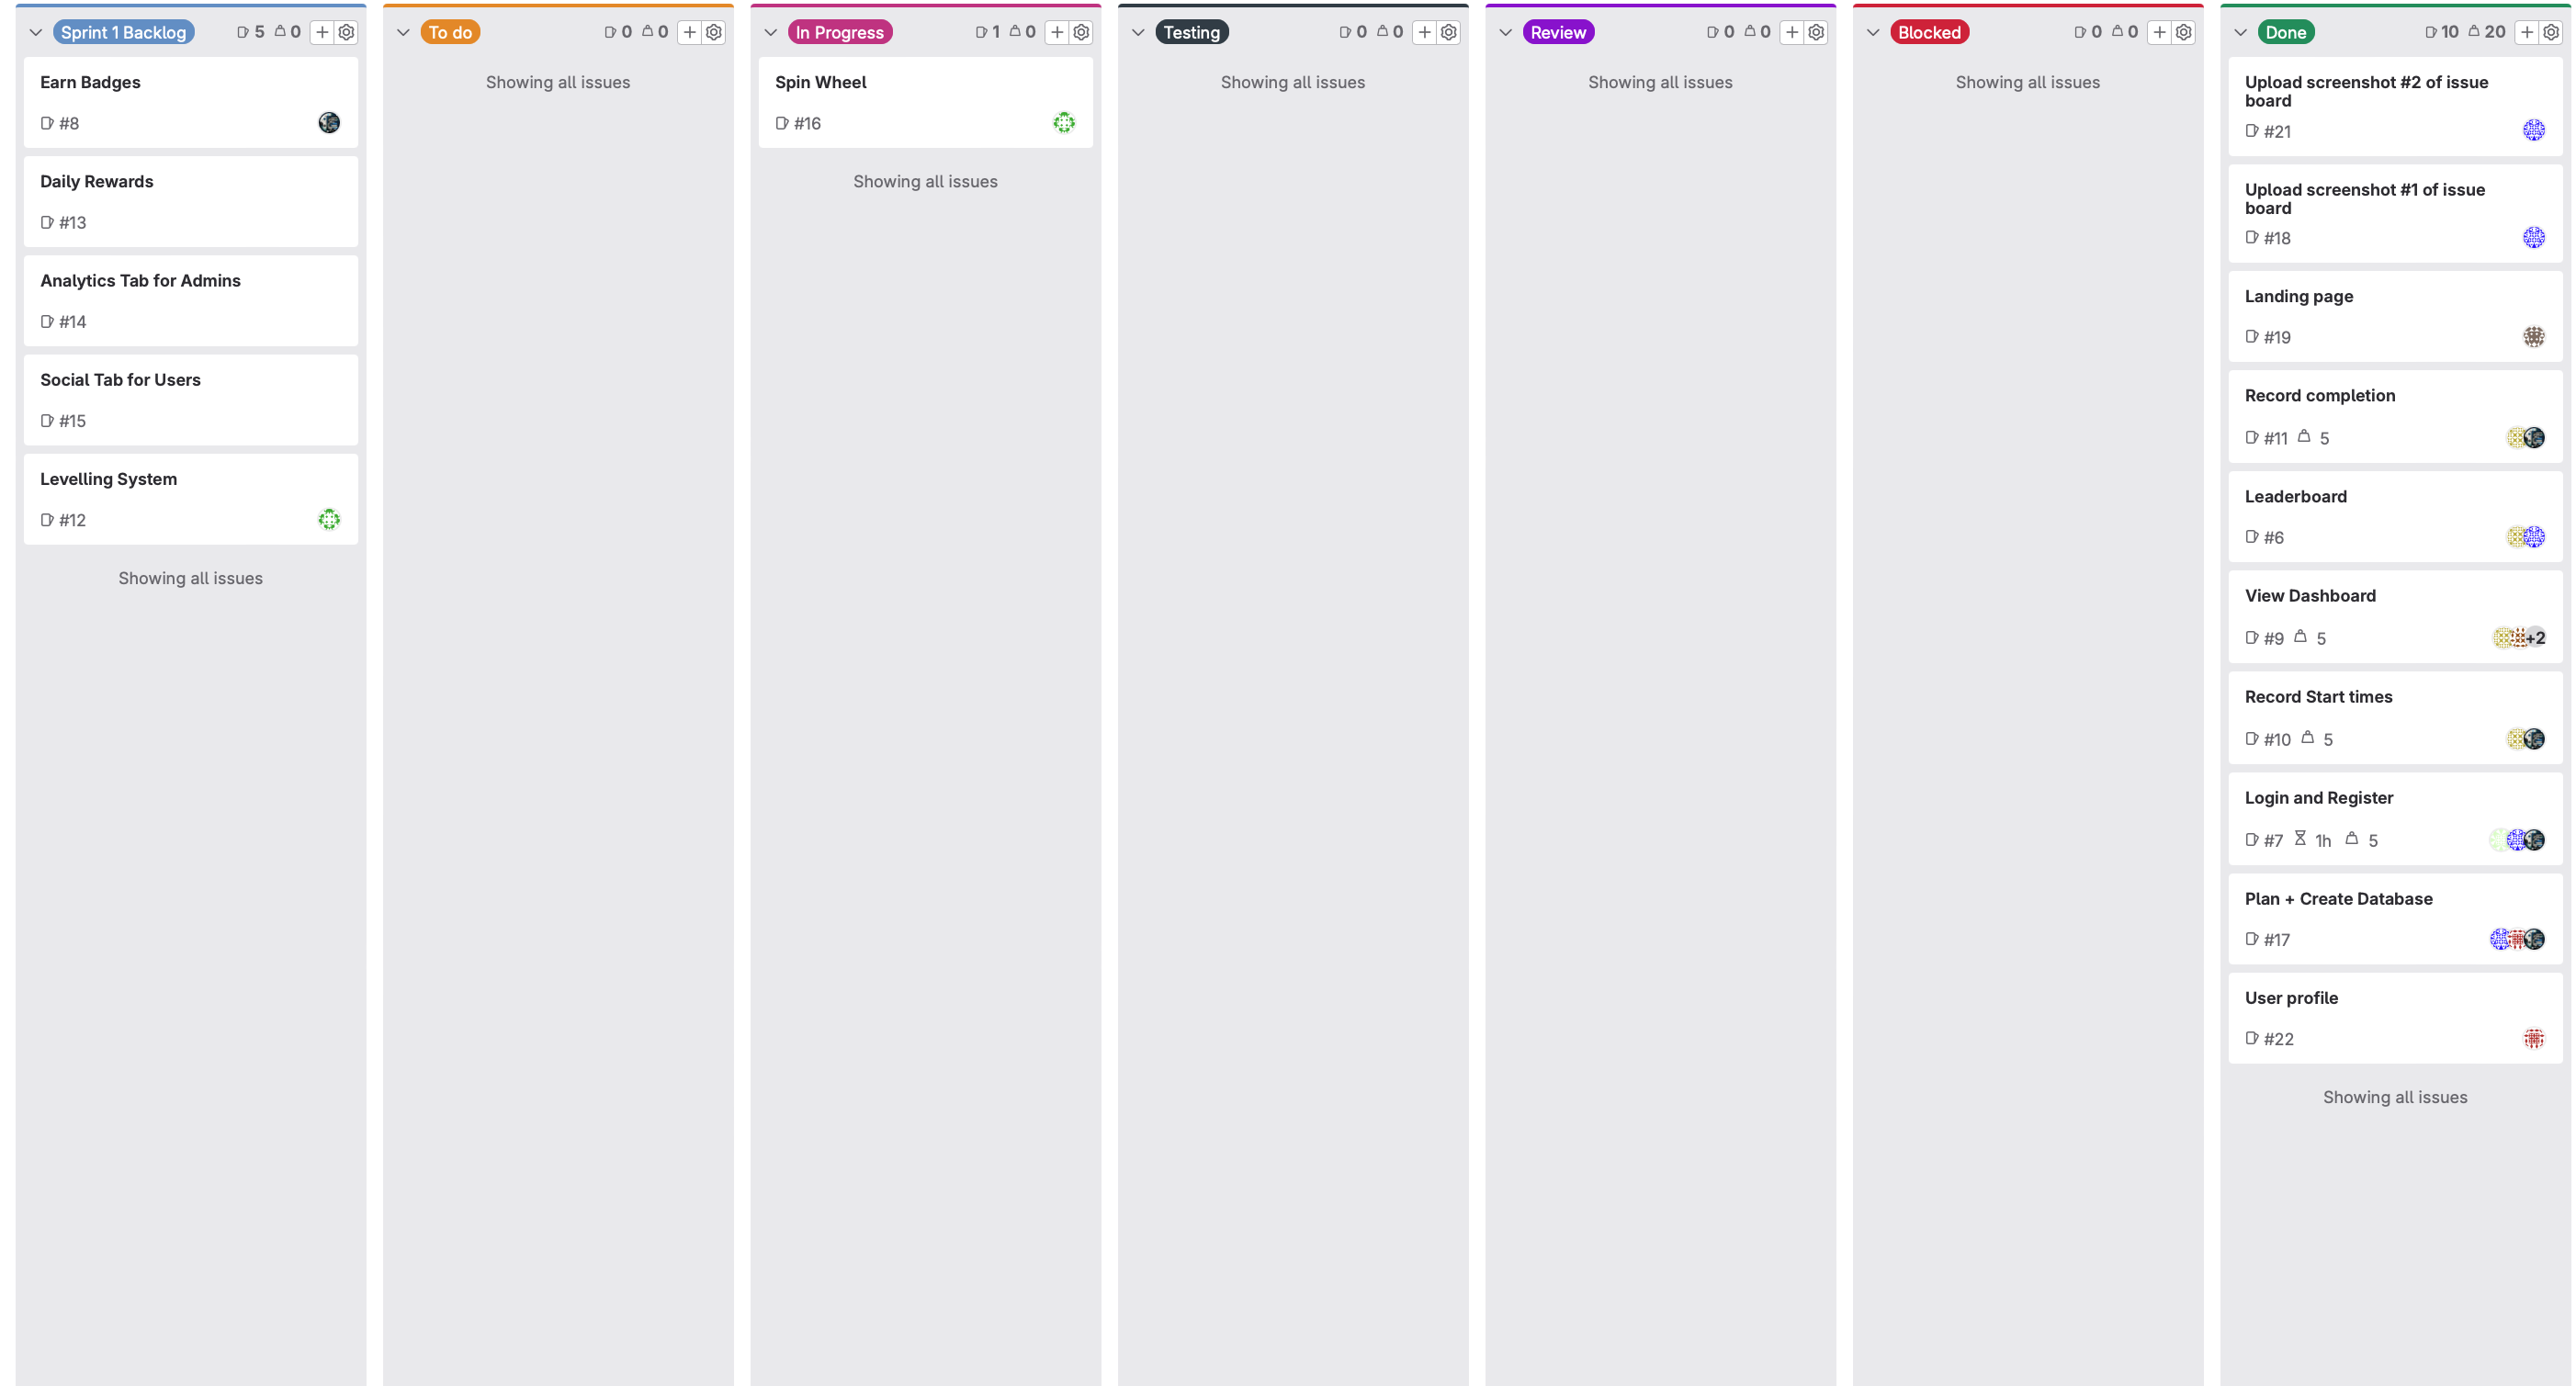 Sprint 1 Backlog 5 0
Earn Badges
#8
Daily Rewards
#13
Analytics Tab for Admins
#14
Social Tab for Users
#15
Levelling System
#12
Showing all issues
To do 0 0
Showing all issues
In Progress 1 0
Spin Wheel
#16
Showing all issues
Testing 0 0
Showing all issues
Review 0 0
Showing all issues
Blocked 0 0
Showing all issues
Done 10 20
Upload screenshot #2 of issue
board
#21
Upload screenshot #1 of issue
board
#18
Landing page
#19
Record completion
#11 5
Leaderboard
#6
View Dashboard
#9 5 +2
Record Start times
#10 5
Login and Register
#7 1h 5
Plan + Create Database
#17
User profile
#22
Showing all issues